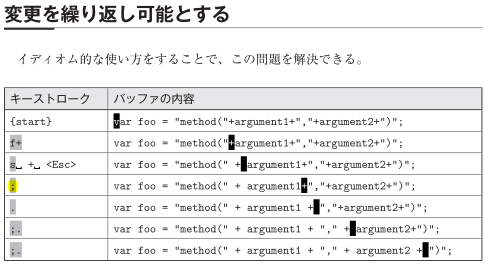 変更を繰り返し可能とする
イディオム的な使い方をすることで、この問題を解決できる。
キーストローク バッファの内容
{start} var foo = "method("+argument1+","+argument2+")";
f+ var foo = "method("+argument1+","+argument2+")";
s␣ +␣ <Esc> var foo = "method(" + argument1+","+argument2+")";
; var foo = "method(" + argument1+","+argument2+")";
. var foo = "method(" + argument1 + ","+argument2+")";
;. var foo = "method(" + argument1 + "," + argument2+")";
;. var foo = "method(" + argument1 + "," + argument2 + ")";